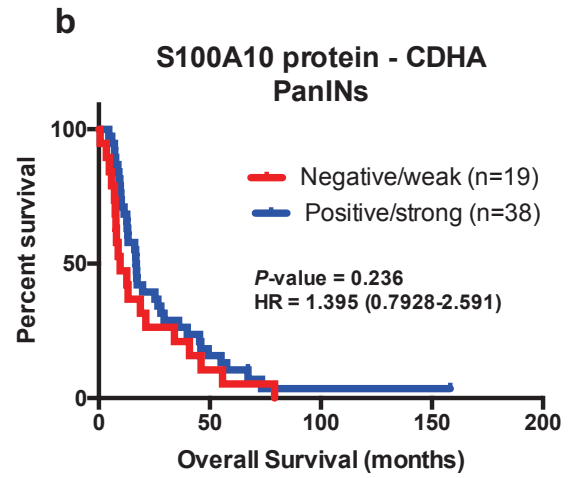 b
S100A10 protein - CDHA
PanINs
Percent survival
100
50
0
Negative/weak (n=19)
Positive/strong (n=38)
P-value = 0.236
HR = 1.395 (0.7928-2.591)
0 50 100 150 200
Overall Survival (months)